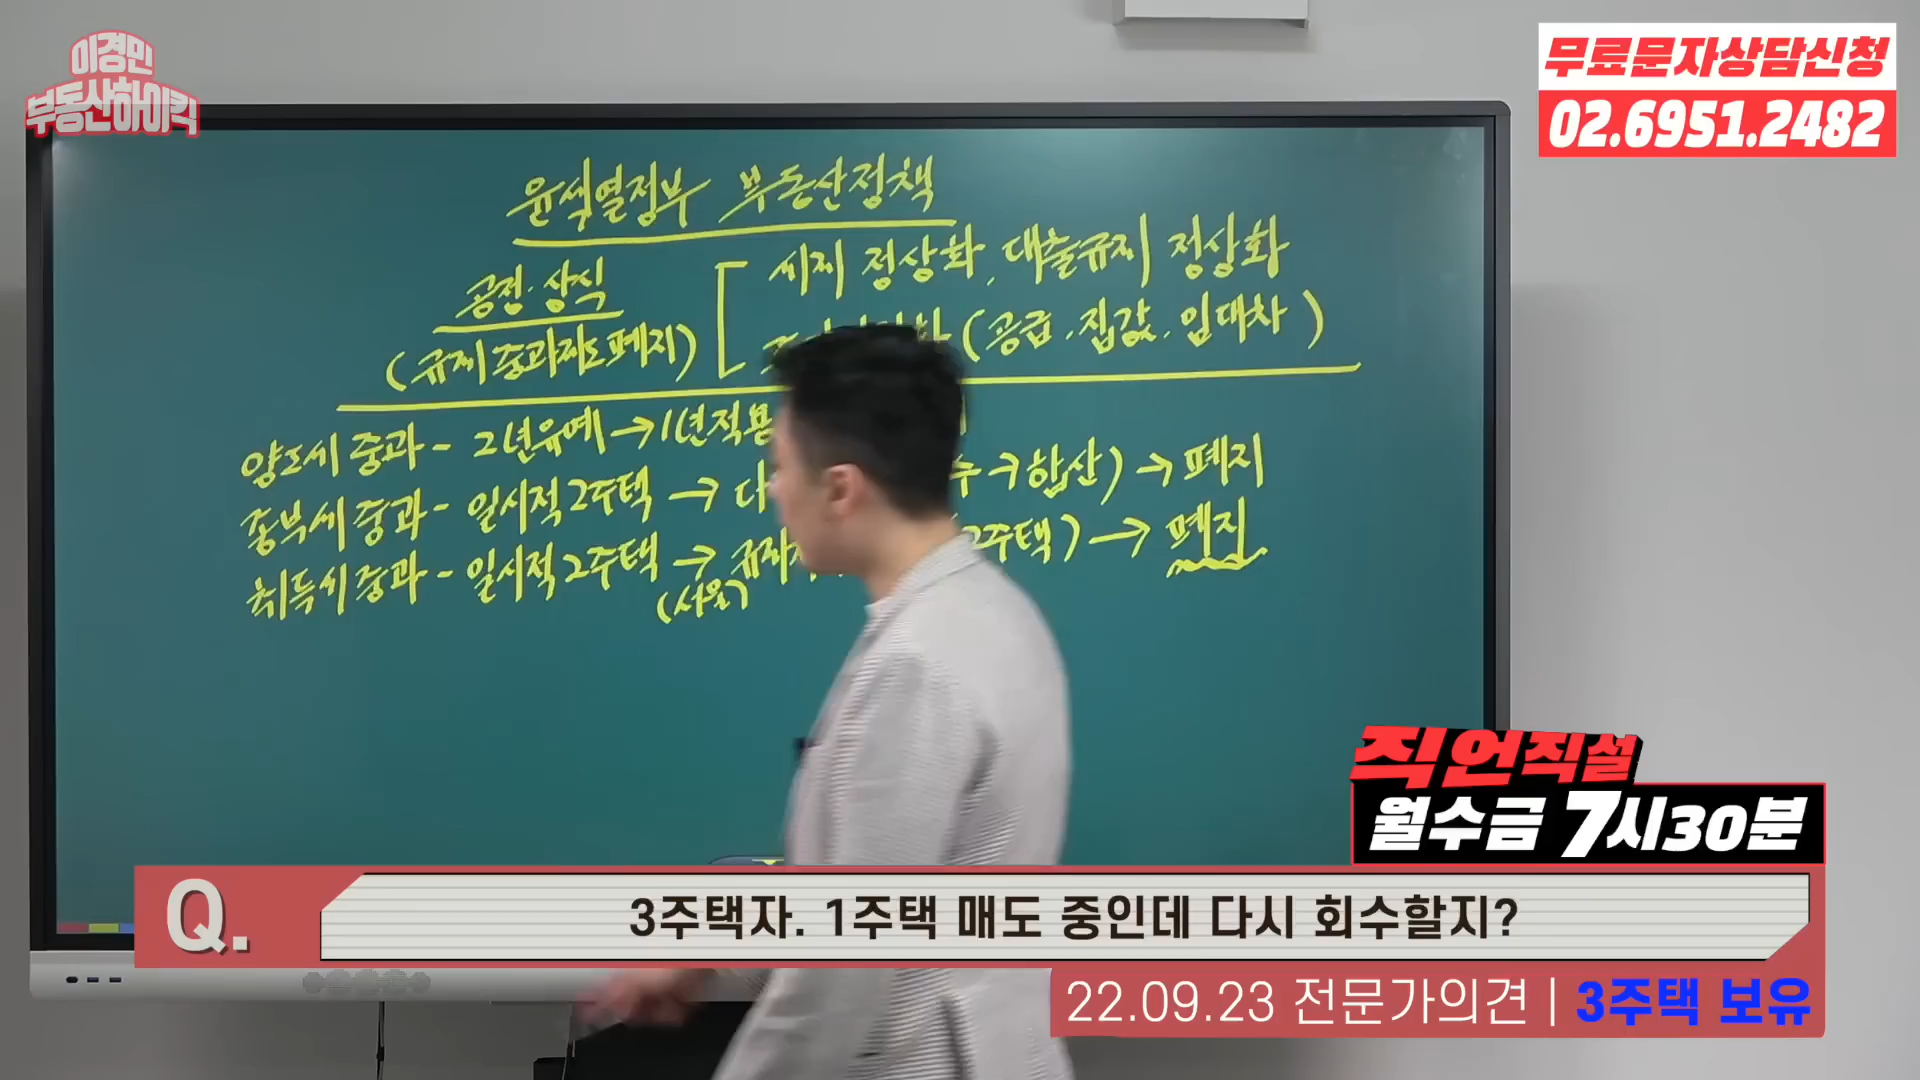 이경민
부동산하이킥
무료문자상담신청
02.6951.2482
윤석열정부 부동산정책
공정·상식
(규제 중과제도 폐지)
세제 정상화, 대출규제 정상화
(공급, 집값, 임대차)
양도세 중과 - 2년유예 → 1년적용
종부세 중과 - 일시적 2주택 → 다 수 → 합산) → 폐지
취득세 중과 - 일시적 2주택 → 규제지 2주택) → 폐지
직언직설
월수금 7시30분
Q.
3주택자. 1주택 매도 중인데 다시 회수할지?
22.09.23 전문가의견 | 3주택 보유